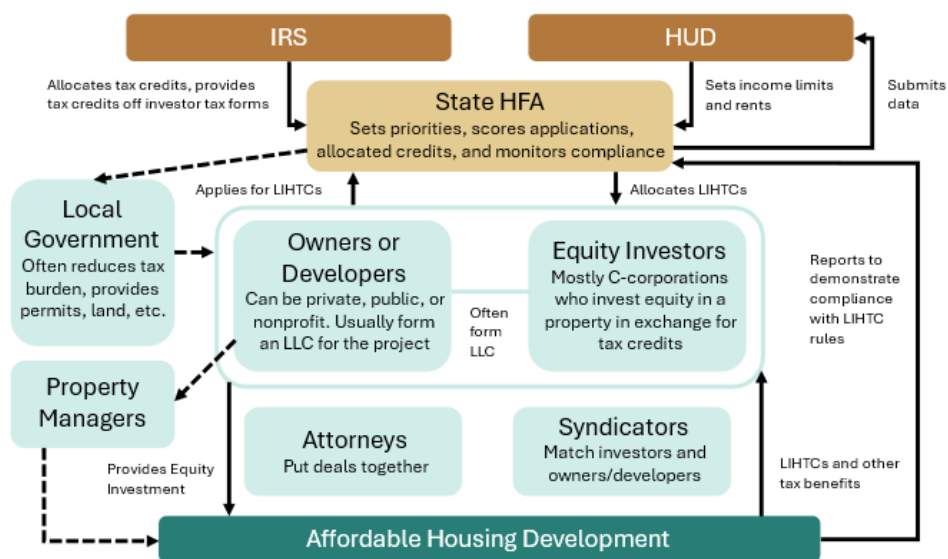 IRS
HUD
Allocates tax credits, provides
tax credits off investor tax forms
Sets income limits
and rents
Submits
data
State HFA
Sets priorities, scores applications,
allocated credits, and monitors compliance
Applies for LIHTCs
Allocates LIHTCs
Local
Government
Often reduces tax
burden, provides
permits, land, etc.
Owners or
Developers
Can be private, public, or
nonprofit. Usually form
an LLC for the project
Often
form
LLC
Equity Investors
Mostly C-corporations
who invest equity in a
property in exchange for
tax credits
Reports to
demonstrate
compliance
with LIHTC
rules
Property
Managers
Attorneys
Put deals together
Syndicators
Match investors and
owners/developers
Provides Equity
Investment
LIHTCs and other
tax benefits
Affordable Housing Development